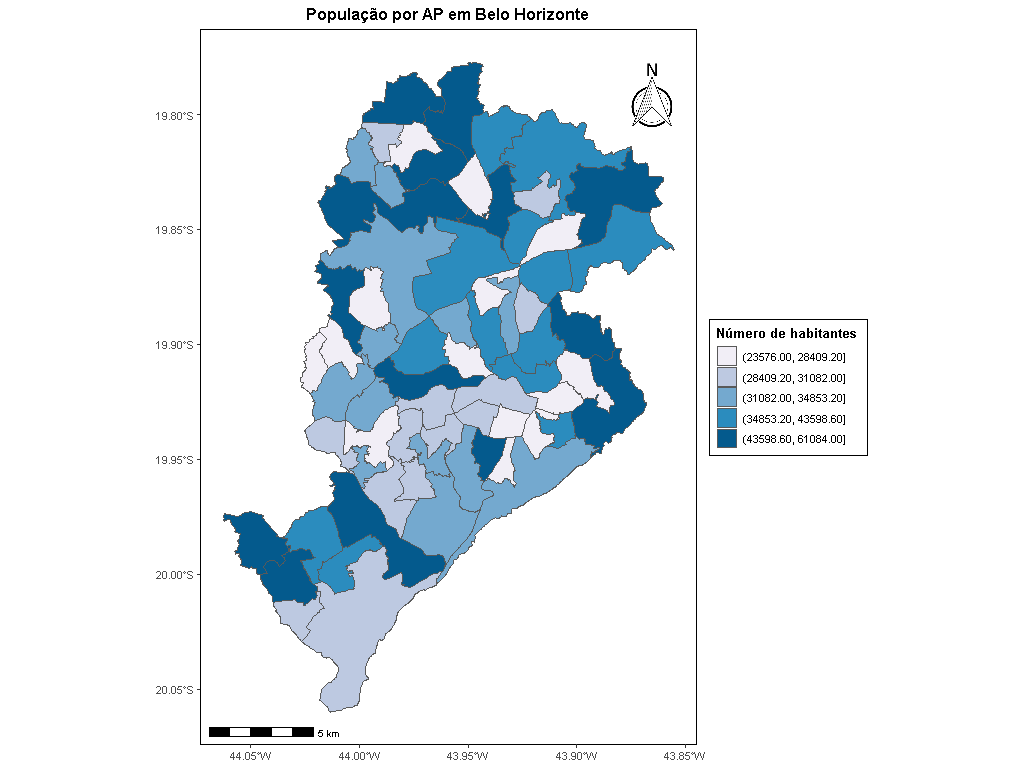 População por AP em Belo Horizonte
N
19.80°S
19.85°S
19.90°S
19.95°S
20.00°S
20.05°S
44.05°W
44.00°W
43.95°W
43.90°W
43.85°W
5 km
Número de habitantes
(23576.00, 28409.20]
(28409.20, 31082.00]
(31082.00, 34853.20]
(34853.20, 43598.60]
(43598.60, 61084.00]